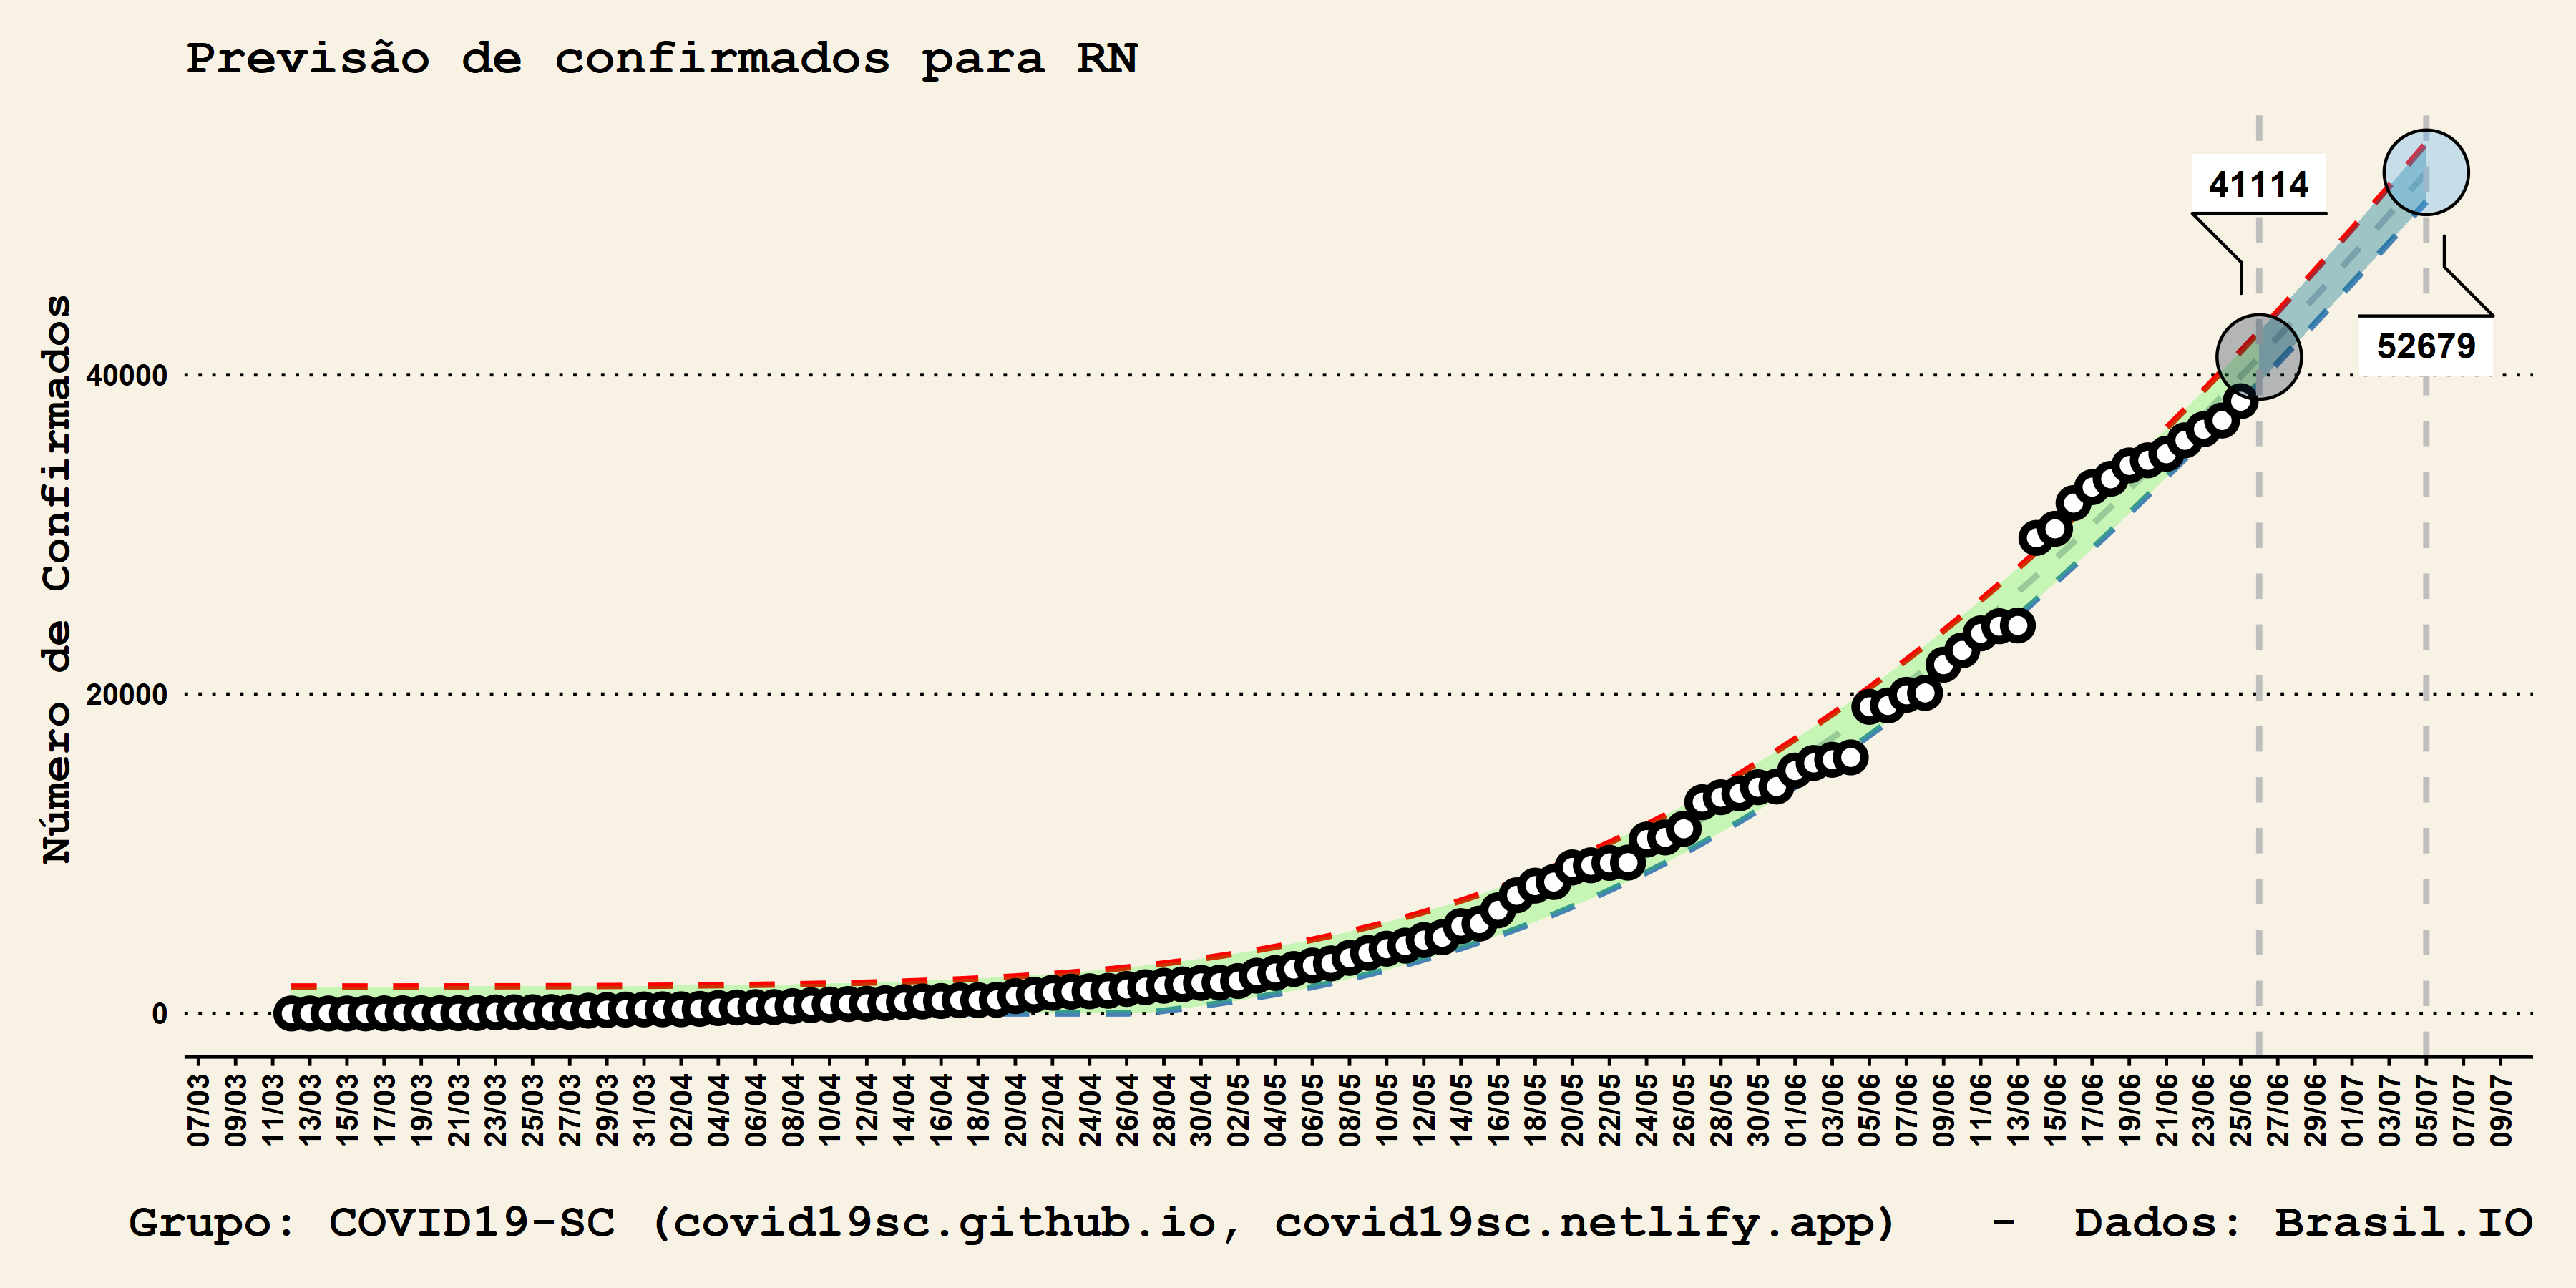 Previsão de confirmados para RN
Número de Confirmados
41114
52679
40000
20000
0
07/03 09/03 11/03 13/03 15/03 17/03 19/03 21/03 23/03 25/03 27/03 29/03 31/03 02/04 04/04 06/04 08/04 10/04 12/04 14/04 16/04 18/04 20/04 22/04 24/04 26/04 28/04 30/04 02/05 04/05 06/05 08/05 10/05 12/05 14/05 16/05 18/05 20/05 22/05 24/05 26/05 28/05 30/05 01/06 03/06 05/06 07/06 09/06 11/06 13/06 15/06 17/06 19/06 21/06 23/06 25/06 27/06 29/06 01/07 03/07 05/07 07/07 09/07
Grupo: COVID19-SC (covid19sc.github.io, covid19sc.netlify.app) - Dados: Brasil.IO